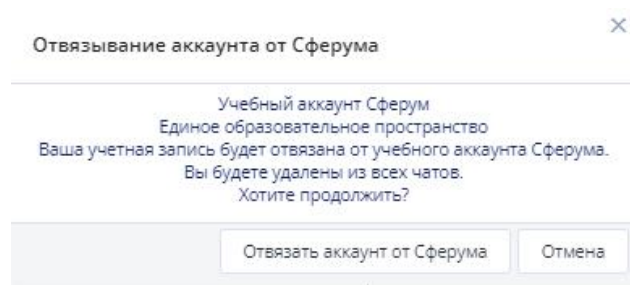 Отвязывание аккаунта от Сферума
Учебный аккаунт Сферум
Единое образовательное пространство
Ваша учетная запись будет отвязана от учебного аккаунта Сферума.
Вы будете удалены из всех чатов.
Хотите продолжить?
Отвязать аккаунт от Сферума Отмена